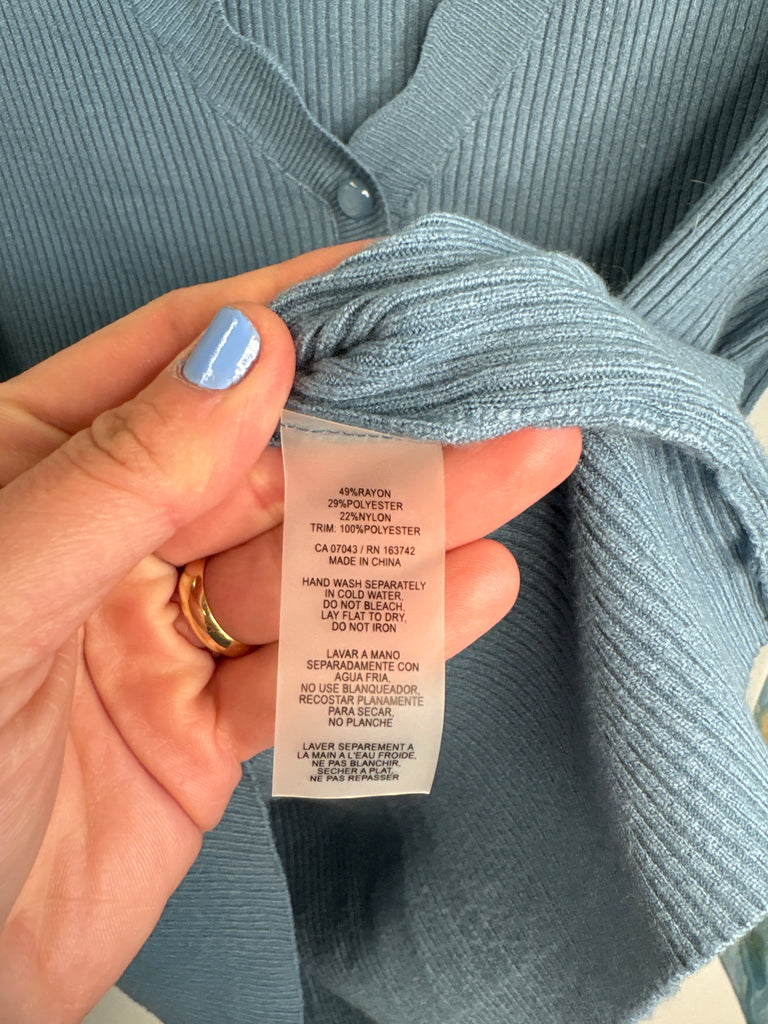 49%RAYON
29%POLYESTER
22%NYLON
TRIM: 100%POLYESTER
CA 07043 / RN 163742
MADE IN CHINA
HAND WASH SEPARATELY
IN COLD WATER,
DO NOT BLEACH,
LAY FLAT TO DRY,
DO NOT IRON
LAVAR A MANO
SEPARADAMENTE CON
AGUA FRIA,
NO USE BLANQUEADOR,
RECOSTAR PLANAMENTE
PARA SECAR,
NO PLANCHE
LAVER SEPAREMENT A
LA MAIN A L'EAU FROIDE,
NE PAS BLANCHIR,
SECHER A PLAT,
NE PAS REPASSER